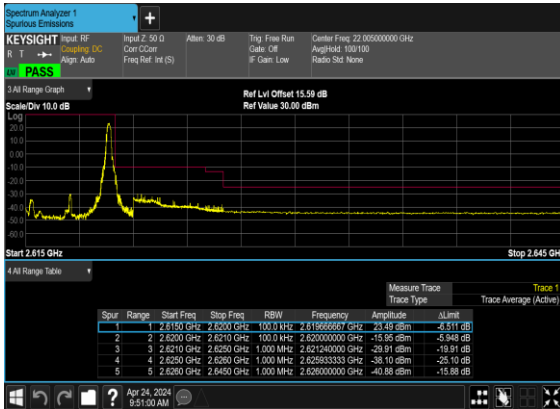 Spectrum Analyzer 1
Spurious Emissions
+
KEYSIGHT Input: RF Input Z: 50 Ω Atten: 30 dB Trig: Free Run Center Freq: 22.005000000 GHz
R T Coupling: DC Corr CCorr Gate: Off Avg|Hold: 100/100
Align: Auto Freq Ref: Int (S) IF Gain: Low Radio Std: None
PASS
3 All Range Graph
Ref Lvl Offset 15.59 dB
Scale/Div 10.0 dB Ref Value 30.00 dBm
Log
20.0
10.0
0.00
-10.0
-20.0
-30.0
-40.0
-50.0
-60.0
Start 2.615 GHz Stop 2.645 GH
4 All Range Table
Measure Trace Trace 1
Trace Type Trace Average (Active)
Spur Range Start Freq Stop Freq RBW Frequency Amplitude ΔLimit
1 1 2.6150 GHz 2.6200 GHz 100.0 kHz 2.619666667 GHz 23.49 dBm -6.511 dB
2 2 2.6200 GHz 2.6210 GHz 100.0 kHz 2.620000000 GHz -15.95 dBm -5.948 dB
3 3 2.6210 GHz 2.6250 GHz 1.000 MHz 2.621240000 GHz -29.91 dBm -19.91 dB
4 4 2.6250 GHz 2.6260 GHz 1.000 MHz 2.625933333 GHz -38.10 dBm -25.10 dB
5 5 2.6260 GHz 2.6450 GHz 1.000 MHz 2.626000000 GHz -40.88 dBm -15.88 dB
?
Apr 24, 2024
9:51:00 AM